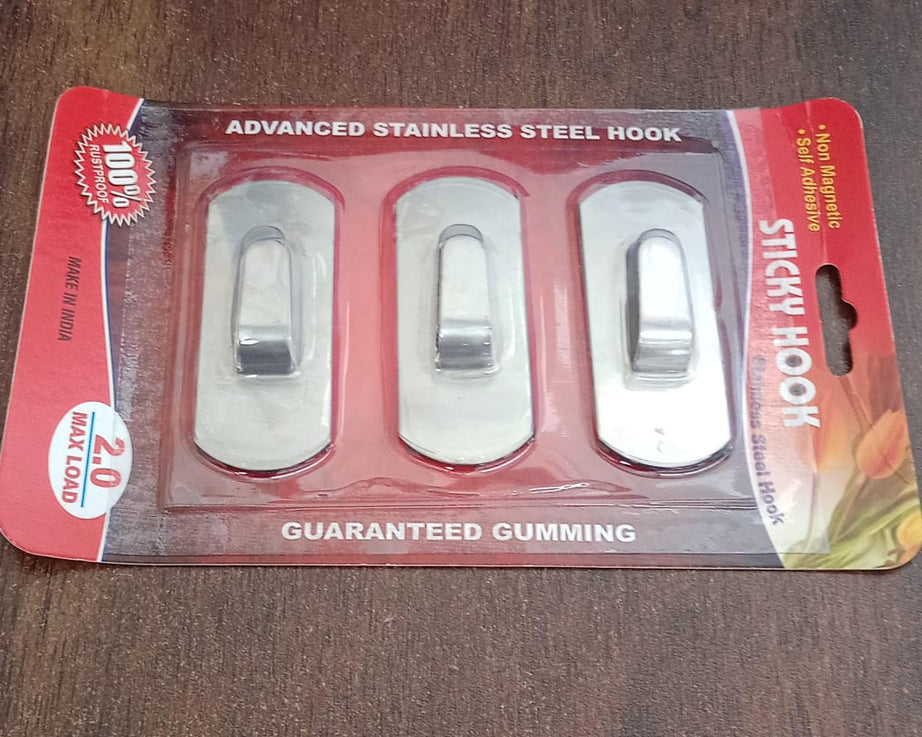 ADVANCED STAINLESS STEEL HOOK
100%
RUSTPROOF
MAKE IN INDIA
2.0
MAX LOAD
• Non Magnetic
• Self Adhesive
STICKY HOOK
Stainless Steel Hook
GUARANTEED GUMMING